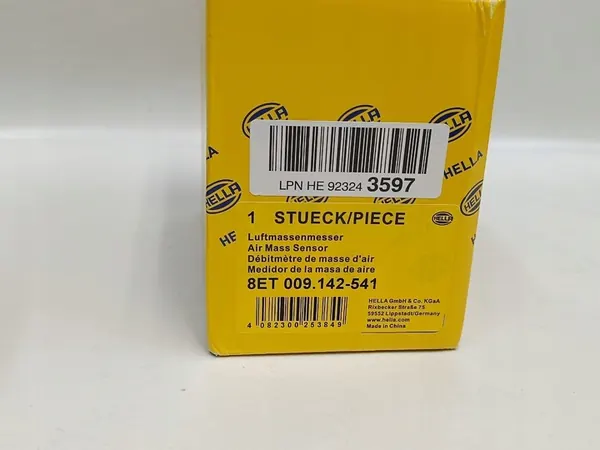 HELLA
LPN HE 92324 3597
HELLA
HELLA
1 STUECK/PIECE
HELLA
Luftmassenmesser
Air Mass Sensor
Débitmètre de masse d'air
Medidor de la masa de aire
8ET 009.142-541
HELLA GmbH & Co. KGaA
Rixbecker Straße 75
59552 Lippstadt/Germany
www.hella.com
Made in China
4 082300 253849